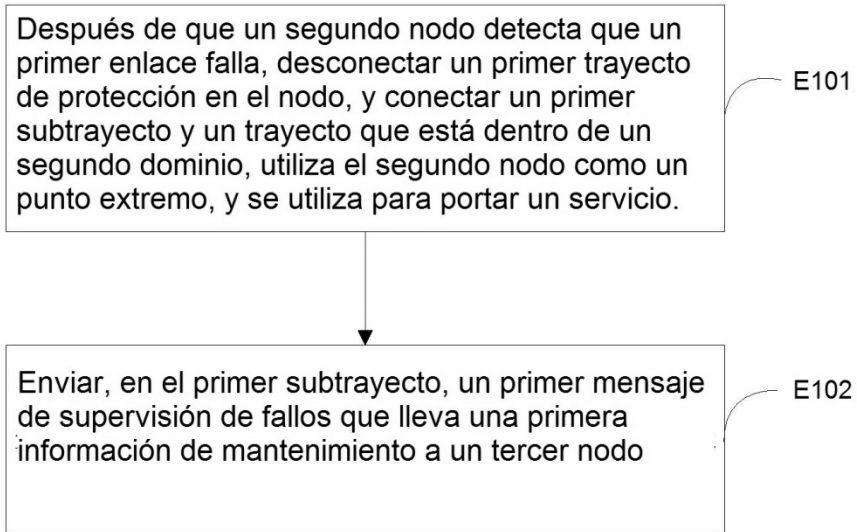 Después de que un segundo nodo detecta que un
primer enlace falla, desconectar un primer trayecto
de protección en el nodo, y conectar un primer
subtrayecto y un trayecto que está dentro de un
segundo dominio, utiliza el segundo nodo como un
punto extremo, y se utiliza para portar un servicio.
E101
Enviar, en el primer subtrayecto, un primer mensaje
de supervisión de fallos que lleva una primera
información de mantenimiento a un tercer nodo
E102